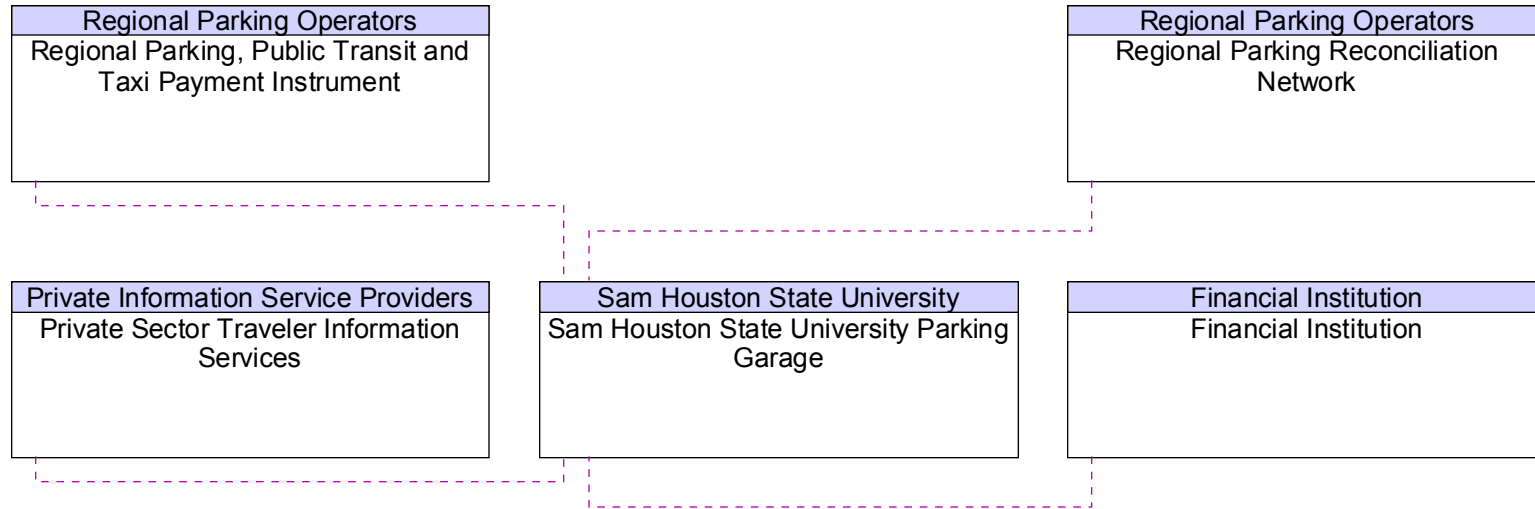 Regional Parking Operators
Regional Parking, Public Transit and
Taxi Payment Instrument
Regional Parking Operators
Regional Parking Reconciliation
Network
Private Information Service Providers
Private Sector Traveler Information
Services
Sam Houston State University
Sam Houston State University Parking
Garage
Financial Institution
Financial Institution